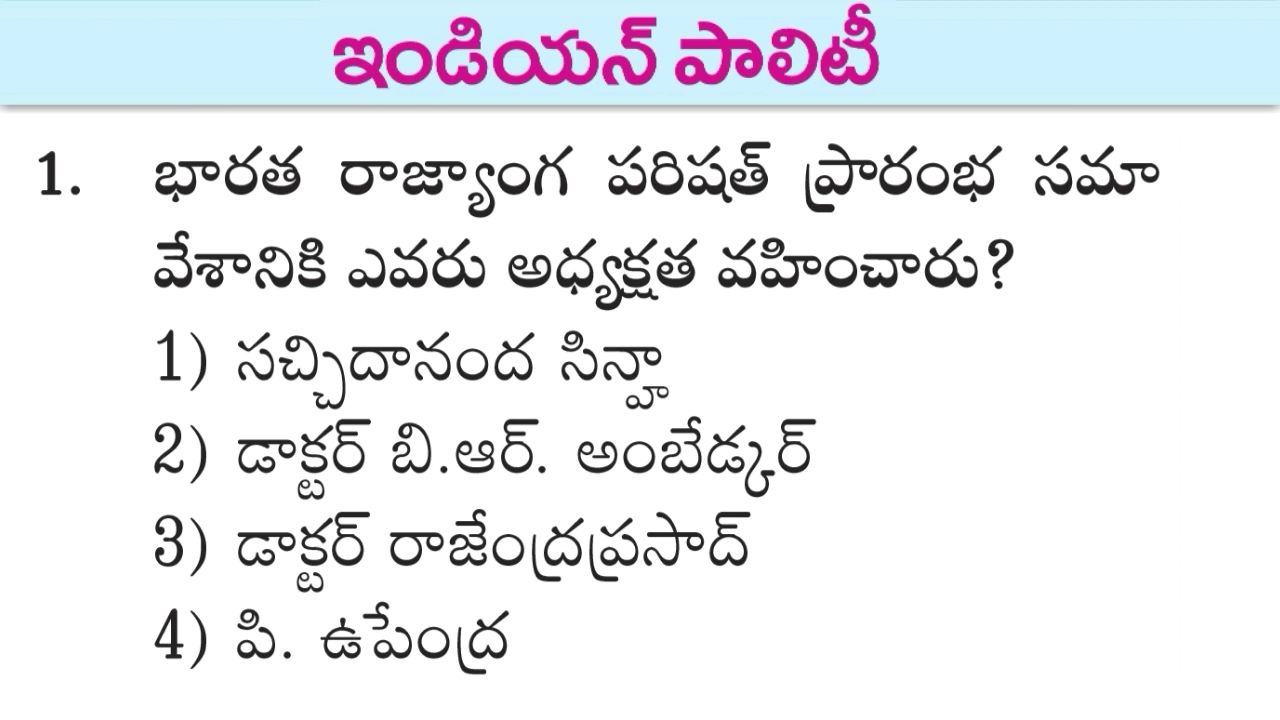 ఇండియన్ పాలిటీ
1. భారత రాజ్యాంగ పరిషత్ ప్రారంభ సమా
వేశానికి ఎవరు అధ్యక్షత వహించారు?
1) సచ్చిదానంద సిన్హా
2) డాక్టర్ బి.ఆర్. అంబేడ్కర్
3) డాక్టర్ రాజేంద్రప్రసాద్
4) పి. ఉపేంద్ర